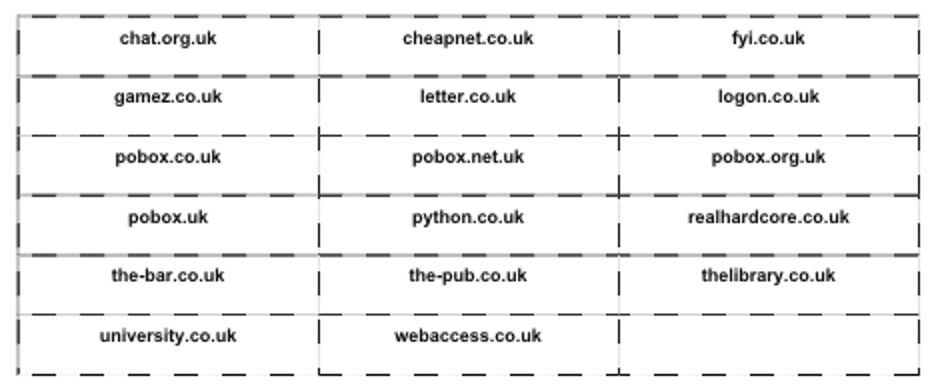 chat.org.uk cheapnet.co.uk fyi.co.uk
gamez.co.uk letter.co.uk logon.co.uk
pobox.co.uk pobox.net.uk pobox.org.uk
pobox.uk python.co.uk realhardcore.co.uk
the-bar.co.uk the-pub.co.uk thelibrary.co.uk
university.co.uk webaccess.co.uk